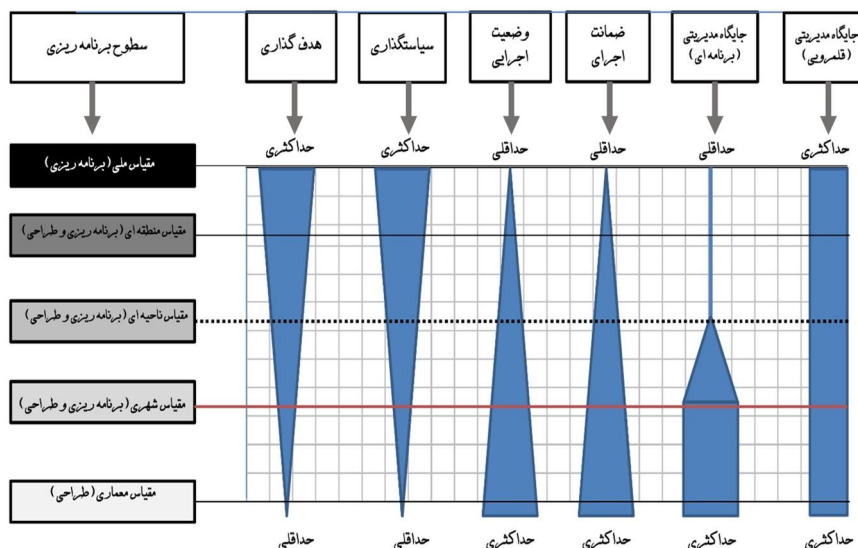 سطوح برنامه ریزی
هدف گذاری
سیاستگذاری
وضعیت
اجرایی
ضمانت
اجرای
جایگاه مدیریتی
(برنامه ای)
جایگاه مدیریتی
(قلمرویی)
حداکثری
حداکثری
حداقلی
حداقلی
حداقلی
حداکثری
مقیاس ملی (برنامه ریزی)
مقیاس منطقه ای (برنامه ریزی و طراحی)
مقیاس ناحیه ای (برنامه ریزی و طراحی)
مقیاس شهری (برنامه ریزی و طراحی)
مقیاس معماری (طراحی)
حداقلی
حداقلی
حداکثری
حداکثری
حداکثری
حداکثری